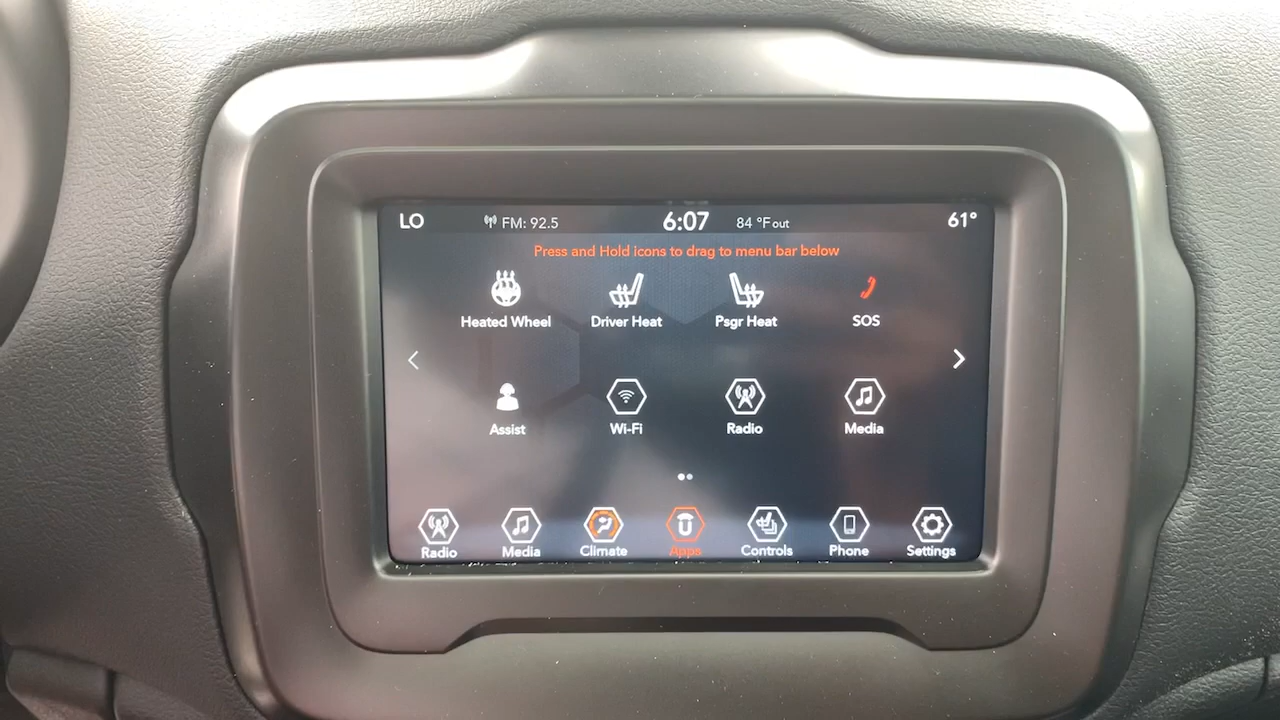 LO FM: 92.5 6:07 84 °F out 61°
Press and Hold icons to drag to menu bar below
Heated Wheel Driver Heat Psgr Heat SOS
Assist Wi-Fi Radio Media
Radio Media Climate Apps Controls Phone Settings